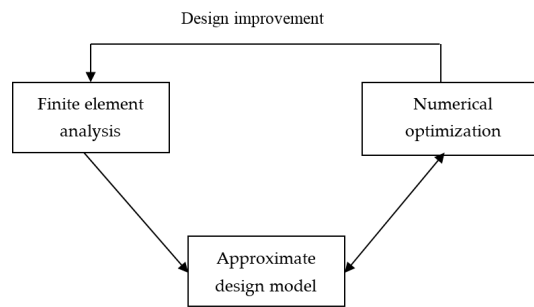 Design improvement
Finite element
analysis
Numerical
optimization
Approximate
design model